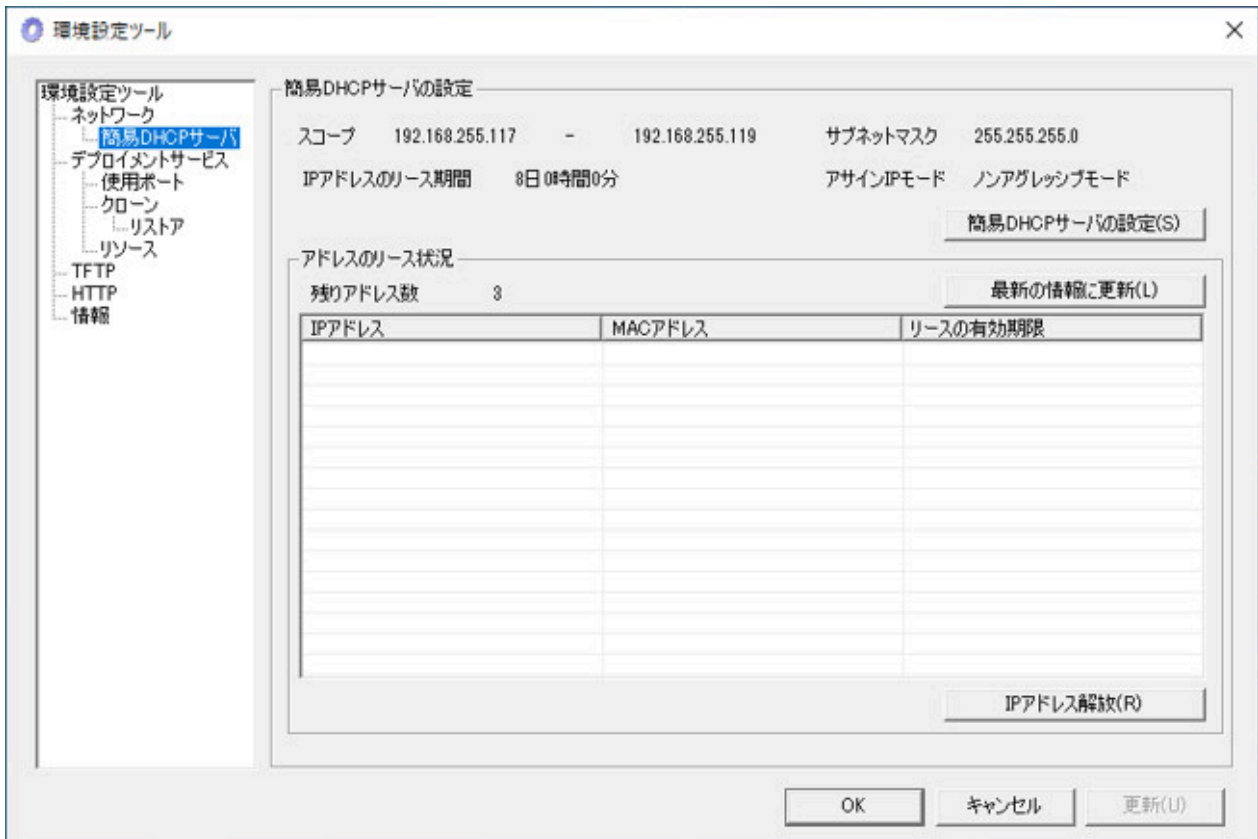 環境設定ツール
環境設定ツール
ネットワーク
簡易DHCPサーバ
デプロイメントサービス
使用ポート
クローン
リストア
リソース
TFTP
HTTP
情報
簡易DHCPサーバの設定
スコープ 192.168.255.117 - 192.168.255.119 サブネットマスク 255.255.255.0
IPアドレスのリース期間 8日0時間0分 アサインIPモード ノンアグレッシブモード
簡易DHCPサーバの設定(S)
アドレスのリース状況
残りアドレス数 3 最新の情報に更新(L)
IPアドレス MACアドレス リースの有効期限
IPアドレス解放(R)
OK キャンセル 更新(U)